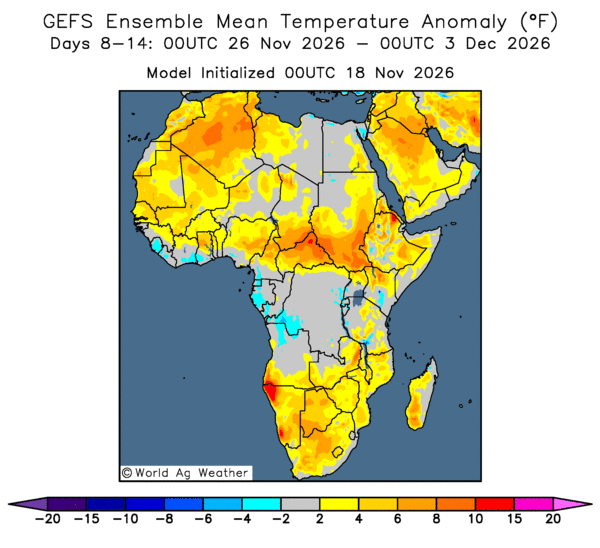 GEFS Ensemble Mean Temperature Anomaly (°F)
Days 8-14: 00UTC 26 Nov 2026 - 00UTC 3 Dec 2026
Model Initialized 00UTC 18 Nov 2026
©World Ag Weather
-20 -15 -10 -8 -6 -4 -2 2 4 6 8 10 15 20